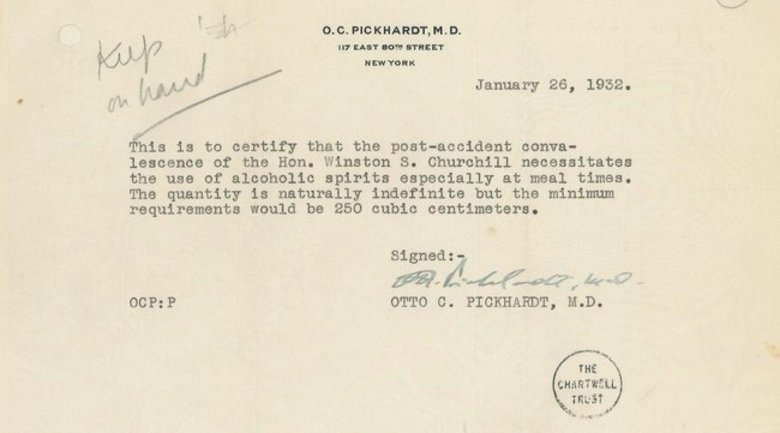 O. C. PICKHARDT, M. D.
117 EAST 80TH STREET
NEW YORK
Keep
on hand
January 26, 1932.
This is to certify that the post-accident conva-
lescence of the Hon. Winston S. Churchill necessitates
the use of alcoholic spirits especially at meal times.
The quantity is naturally indefinite but the minimum
requirements would be 250 cubic centimeters.
Signed:-
O.C. Pickhardt, M.D.
OCP:P
OTTO C. PICKHARDT, M.D.
THE
CHARTWELL
TRUST